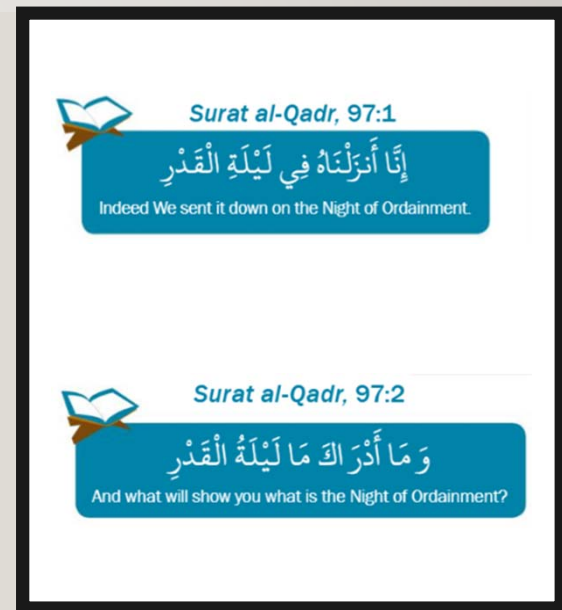 Surat al-Qadr, 97:1
إِنَّا أَنزَلْنَاهُ فِي لَيْلَةِ الْقَدْرِ
Indeed We sent it down on the Night of Ordainment.
Surat al-Qadr, 97:2
وَ مَا أَدْرَ اكَ مَا لَيْلَةُ الْقَدْرِ
And what will show you what is the Night of Ordainment?